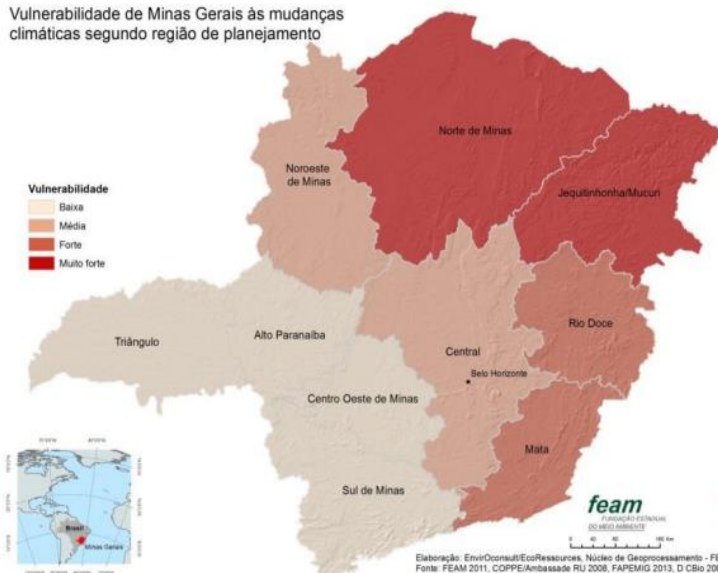 Vulnerabilidade de Minas Gerais às mudanças
climáticas segundo região de planejamento
Norte de Minas
Noroeste
de Minas
Jequitinhonha/Mucuri
Vulnerabilidade
Baixa
Média
Forte
Muito forte
Triângulo
Alto Paranaíba
Central
Rio Doce
Belo Horizonte
Centro Oeste de Minas
Mata
Sul de Minas
Brasil
Minas Gerais
feam
FUNDAÇÃO ESTADUAL
DO MEIO AMBIENTE
Elaboração: EnvirOconsult/EcoRessources, Núcleo de Geoprocessamento - FE
Fonte: FEAM 2011, COPPE/Ambassade RU 2008, FAPEMIG 2013, D CBio 200